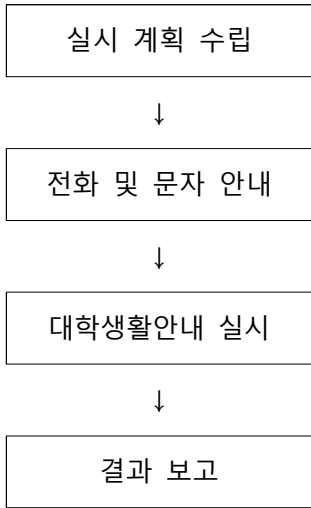 실시 계획 수립
↓
전화 및 문자 안내
↓
대학생활안내 실시
↓
결과 보고